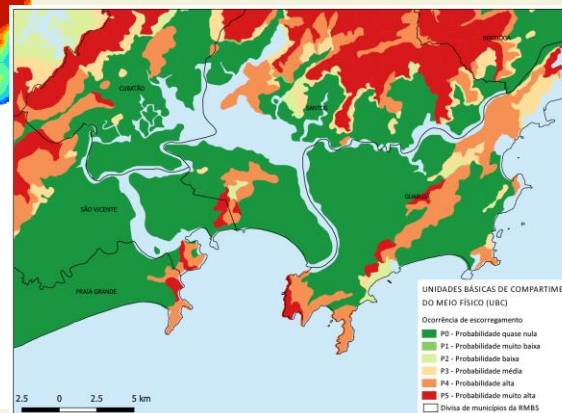 BERTIOGA
CUBATÃO
SANTOS
GUARUJÁ
SÃO VICENTE
PRAIA GRANDE
UNIDADES BÁSICAS DE COMPARTIME
DO MEIO FÍSICO (UBC)
Ocorrência de escorregamento
P0 - Probabilidade quase nula
P1 - Probabilidade muito baixa
P2 - Probabilidade baixa
P3 - Probabilidade média
P4 - Probabilidade alta
P5 - Probabilidade muito alta
Divisa de municípios da RMBS
2.5 0 2.5 5 km